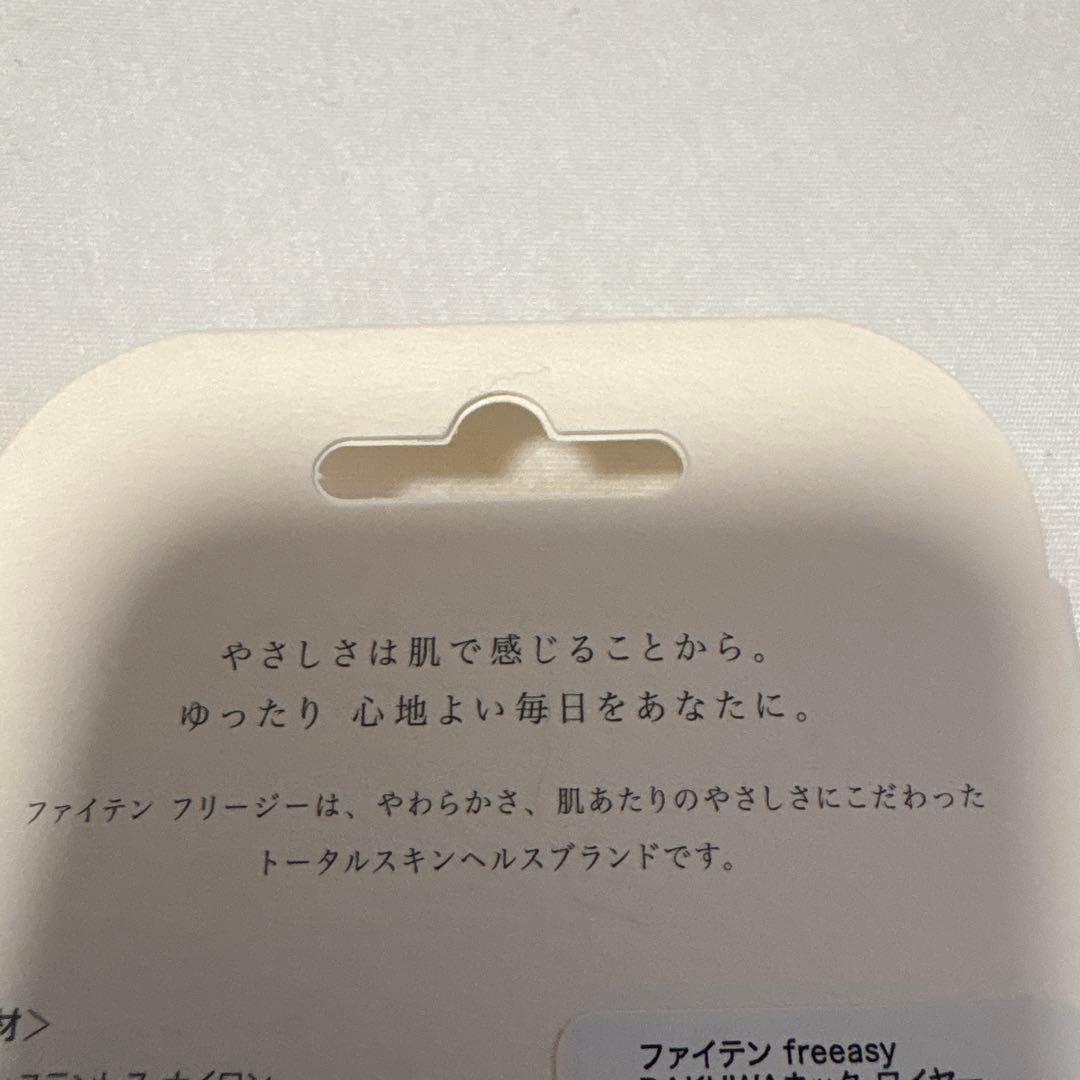 やさしさは肌で感じることから。
ゆったり 心地よい毎日をあなたに。
ファイテン フリージーは、やわらかさ、肌あたりのやさしさにこだわった
トータルスキンヘルスブランドです。
材＞
ファイテン freeasy